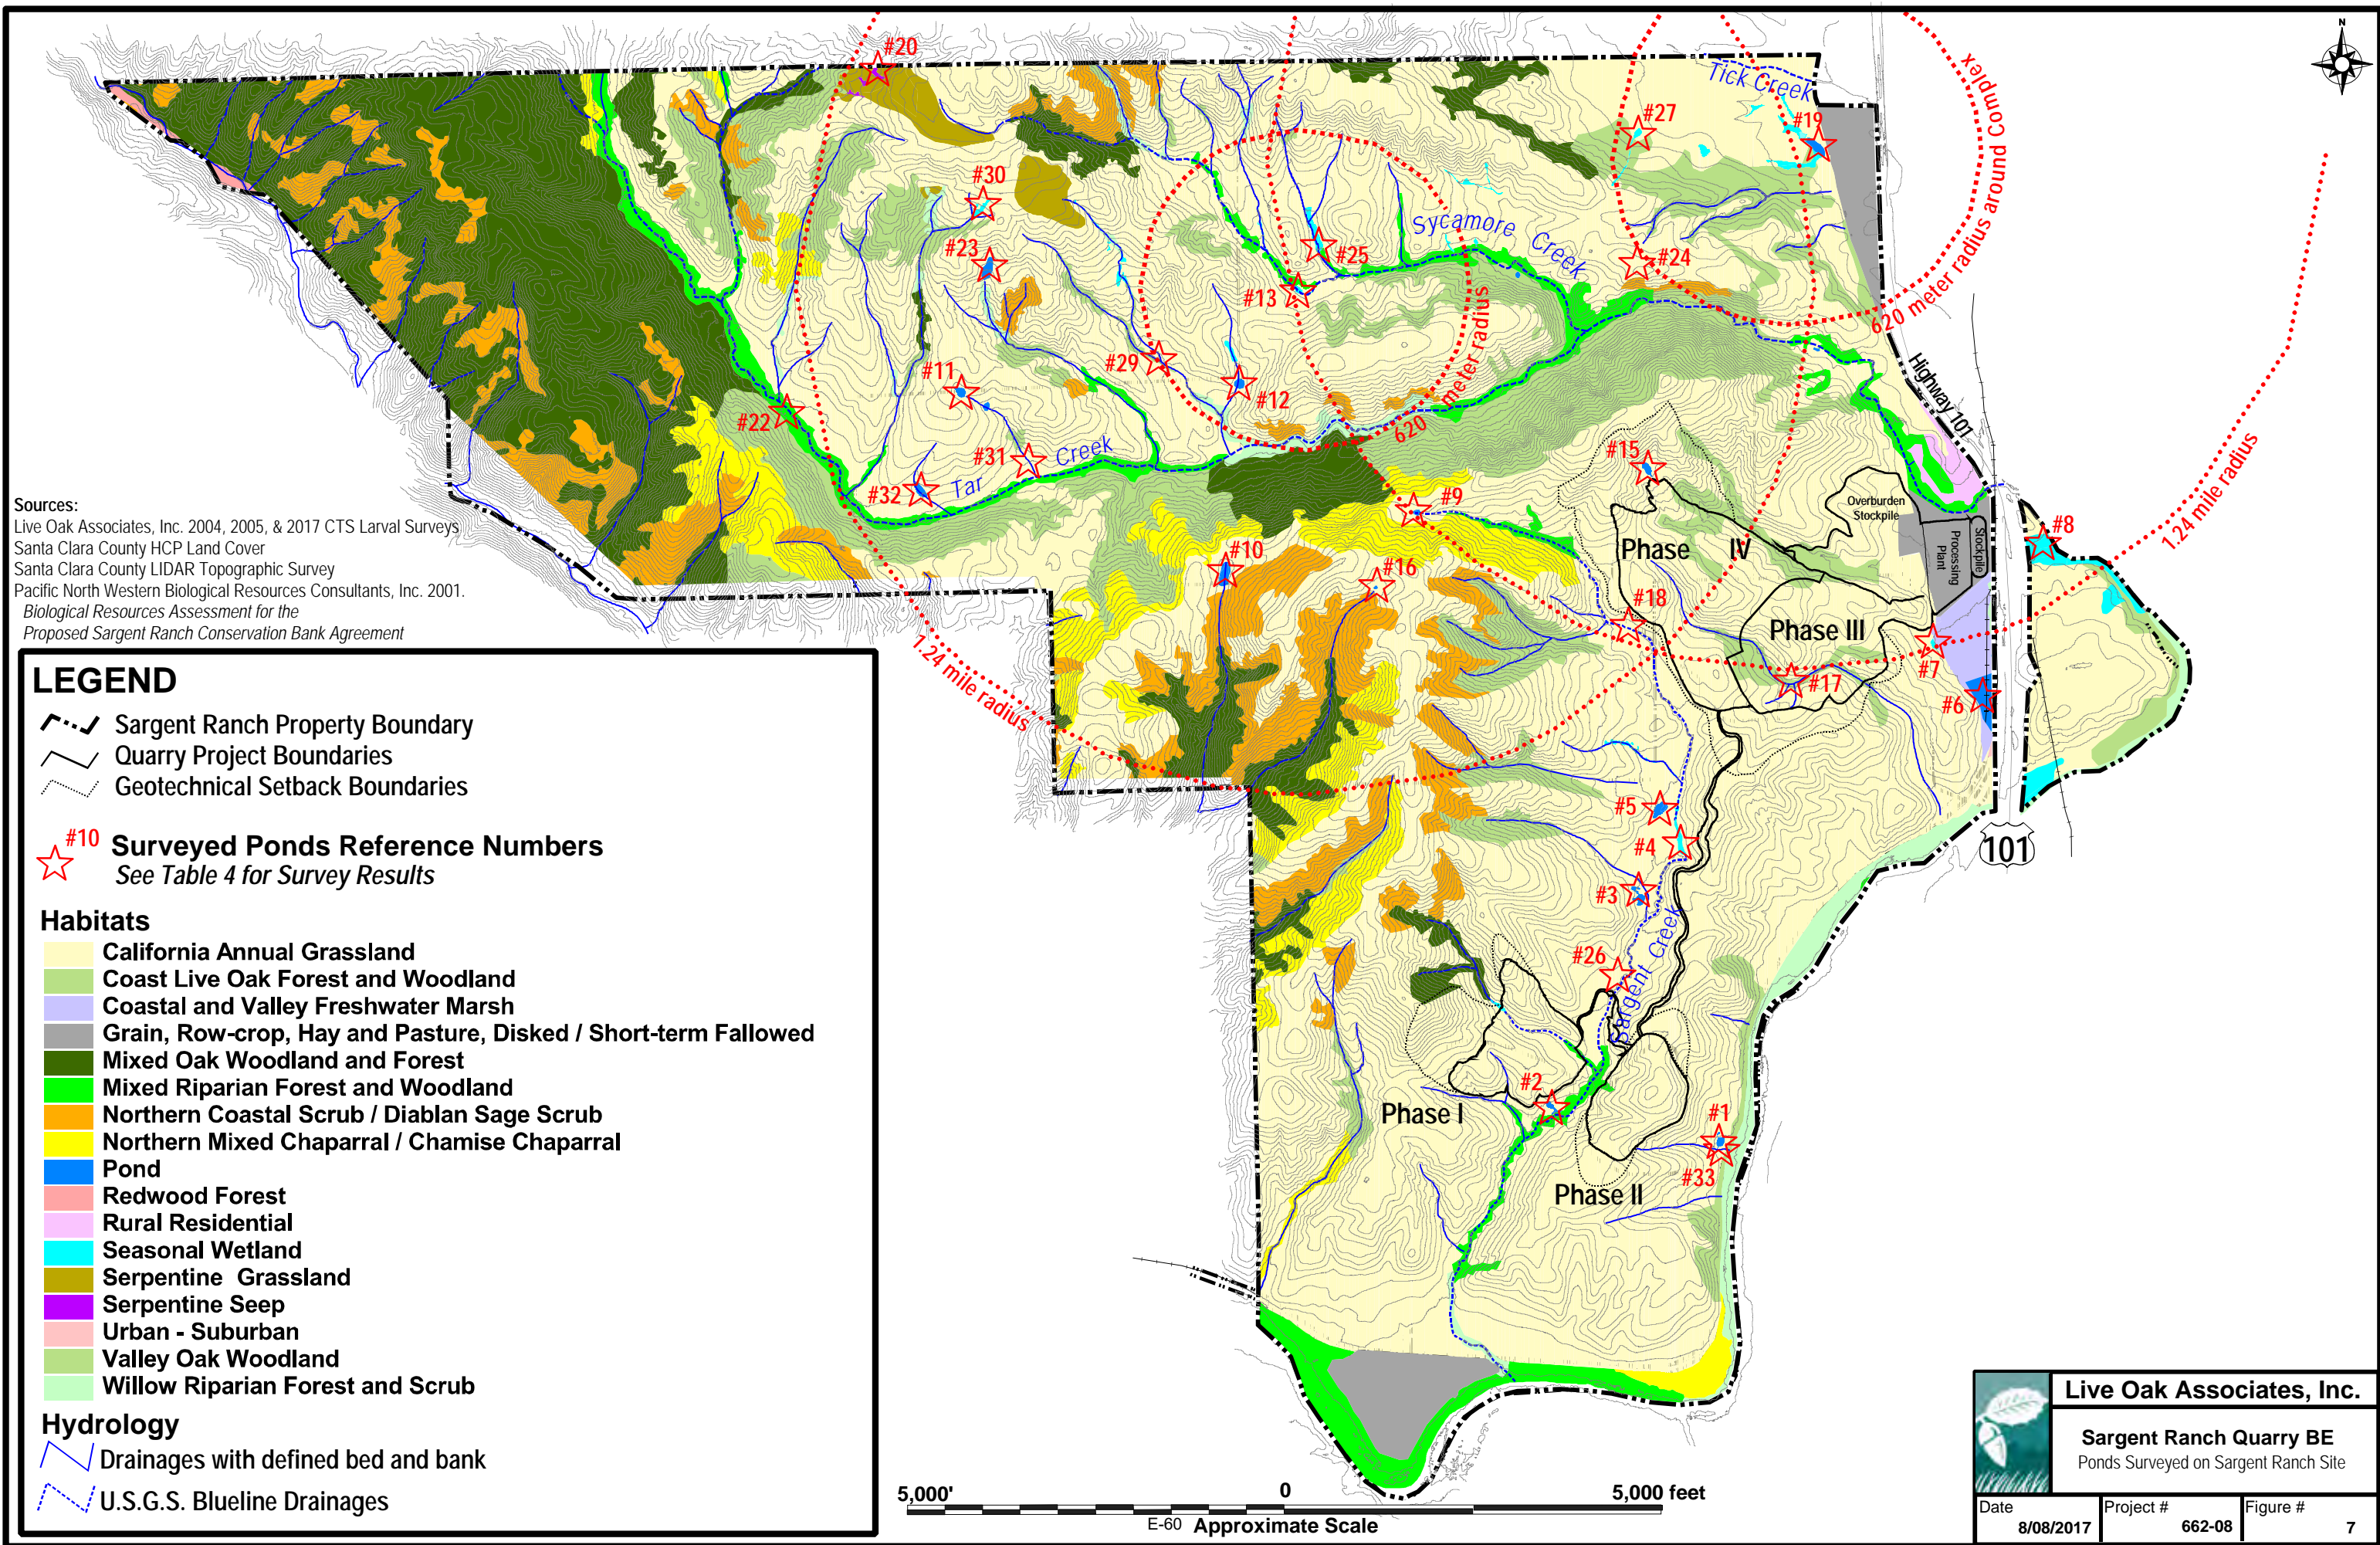 N
#20
Tick Creek
#27
#19
620 meter radius around Complex
#30
Sycamore Creek
#23
#25
#24
#13
620 meter radius
#29
#11
#12
Highway 101
#22
#31
Tar Creek
#32
#15
#9
Overburden
Stockpile
Stockpile
Processing
Plant
#8
1.24 mile radius
Phase IV
#10
#16
#18
Phase III
#7
#17
#6
1.24 mile radius
Sources:
Live Oak Associates, Inc. 2004, 2005, & 2017 CTS Larval Surveys
Santa Clara County HCP Land Cover
Santa Clara County LIDAR Topographic Survey
Pacific North Western Biological Resources Consultants, Inc. 2001.
Biological Resources Assessment for the
Proposed Sargent Ranch Conservation Bank Agreement
#5
#4
101
#3
#26
Sargent Creek
#2
Phase I
#1
#33
Phase II
LEGEND
Sargent Ranch Property Boundary
Quarry Project Boundaries
Geotechnical Setback Boundaries
#10 Surveyed Ponds Reference Numbers
See Table 4 for Survey Results
Habitats
California Annual Grassland
Coast Live Oak Forest and Woodland
Coastal and Valley Freshwater Marsh
Grain, Row-crop, Hay and Pasture, Disked / Short-term Fallowed
Mixed Oak Woodland and Forest
Mixed Riparian Forest and Woodland
Northern Coastal Scrub / Diablan Sage Scrub
Northern Mixed Chaparral / Chamise Chaparral
Pond
Redwood Forest
Rural Residential
Seasonal Wetland
Serpentine Grassland
Serpentine Seep
Urban - Suburban
Valley Oak Woodland
Willow Riparian Forest and Scrub
Hydrology
Drainages with defined bed and bank
U.S.G.S. Blueline Drainages
5,000' 0 5,000 feet
E-60 Approximate Scale
Live Oak Associates, Inc.
Sargent Ranch Quarry BE
Ponds Surveyed on Sargent Ranch Site
Date Project # Figure #
8/08/2017 662-08 7